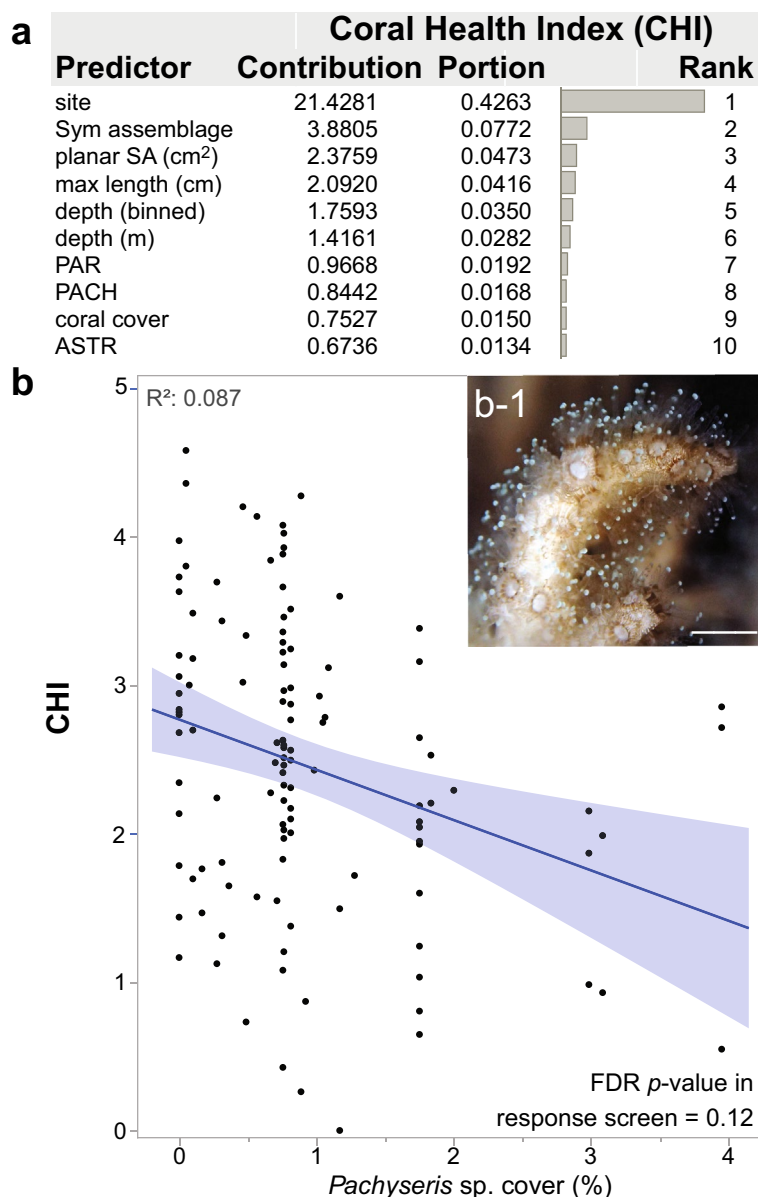 a
Coral Health Index (CHI)
Predictor Contribution Portion Rank
site 21.4281 0.4263 1
Sym assemblage 3.8805 0.0772 2
planar SA (cm²) 2.3759 0.0473 3
max length (cm) 2.0920 0.0416 4
depth (binned) 1.7593 0.0350 5
depth (m) 1.4161 0.0282 6
PAR 0.9668 0.0192 7
PACH 0.8442 0.0168 8
coral cover 0.7527 0.0150 9
ASTR 0.6736 0.0134 10
b
R²: 0.087
b-1
5
4
3
2
1
0
CHI
FDR p-value in
response screen = 0.12
0 1 2 3 4
Pachyseris sp. cover (%)